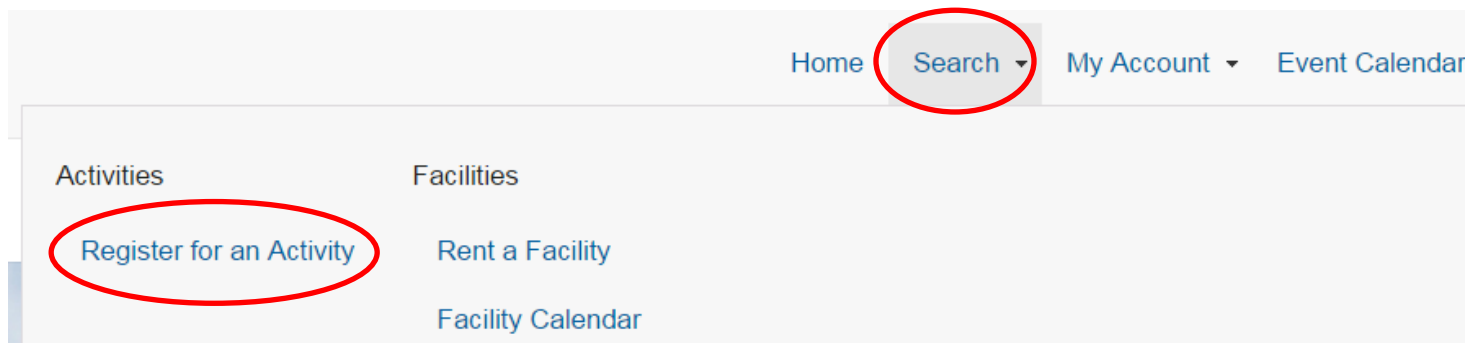 Home Search My Account Event Calendar
Activities Facilities
Register for an Activity Rent a Facility
Facility Calendar